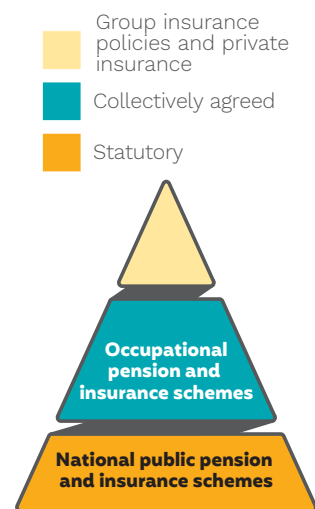 Group insurance
policies and private
insurance
Collectively agreed
Statutory
Occupational
pension and
insurance schemes
National public pension
and insurance schemes